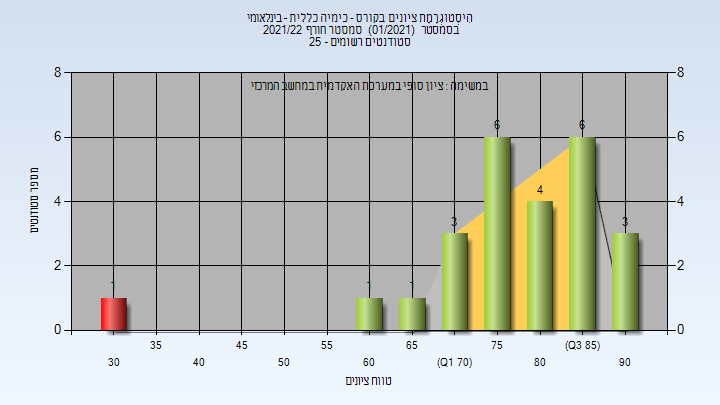 היסטוגרמת ציונים בקורס - כימיה כללית - בינלאומי
בסמסטר (01/2021) סמסטר חורף 2021/22
סטודנטים רשומים - 25
במשימה : ציון סופי במערכת האקדמית במחשב המרכזי
8 8
6 6
4 4
2 2
0 0
מספר סטודנטים
1 1 1 3 6 4 6 3
35 45 55 65 75 (Q3 85)
30 40 50 60 (Q1 70) 80 90
טווח ציונים